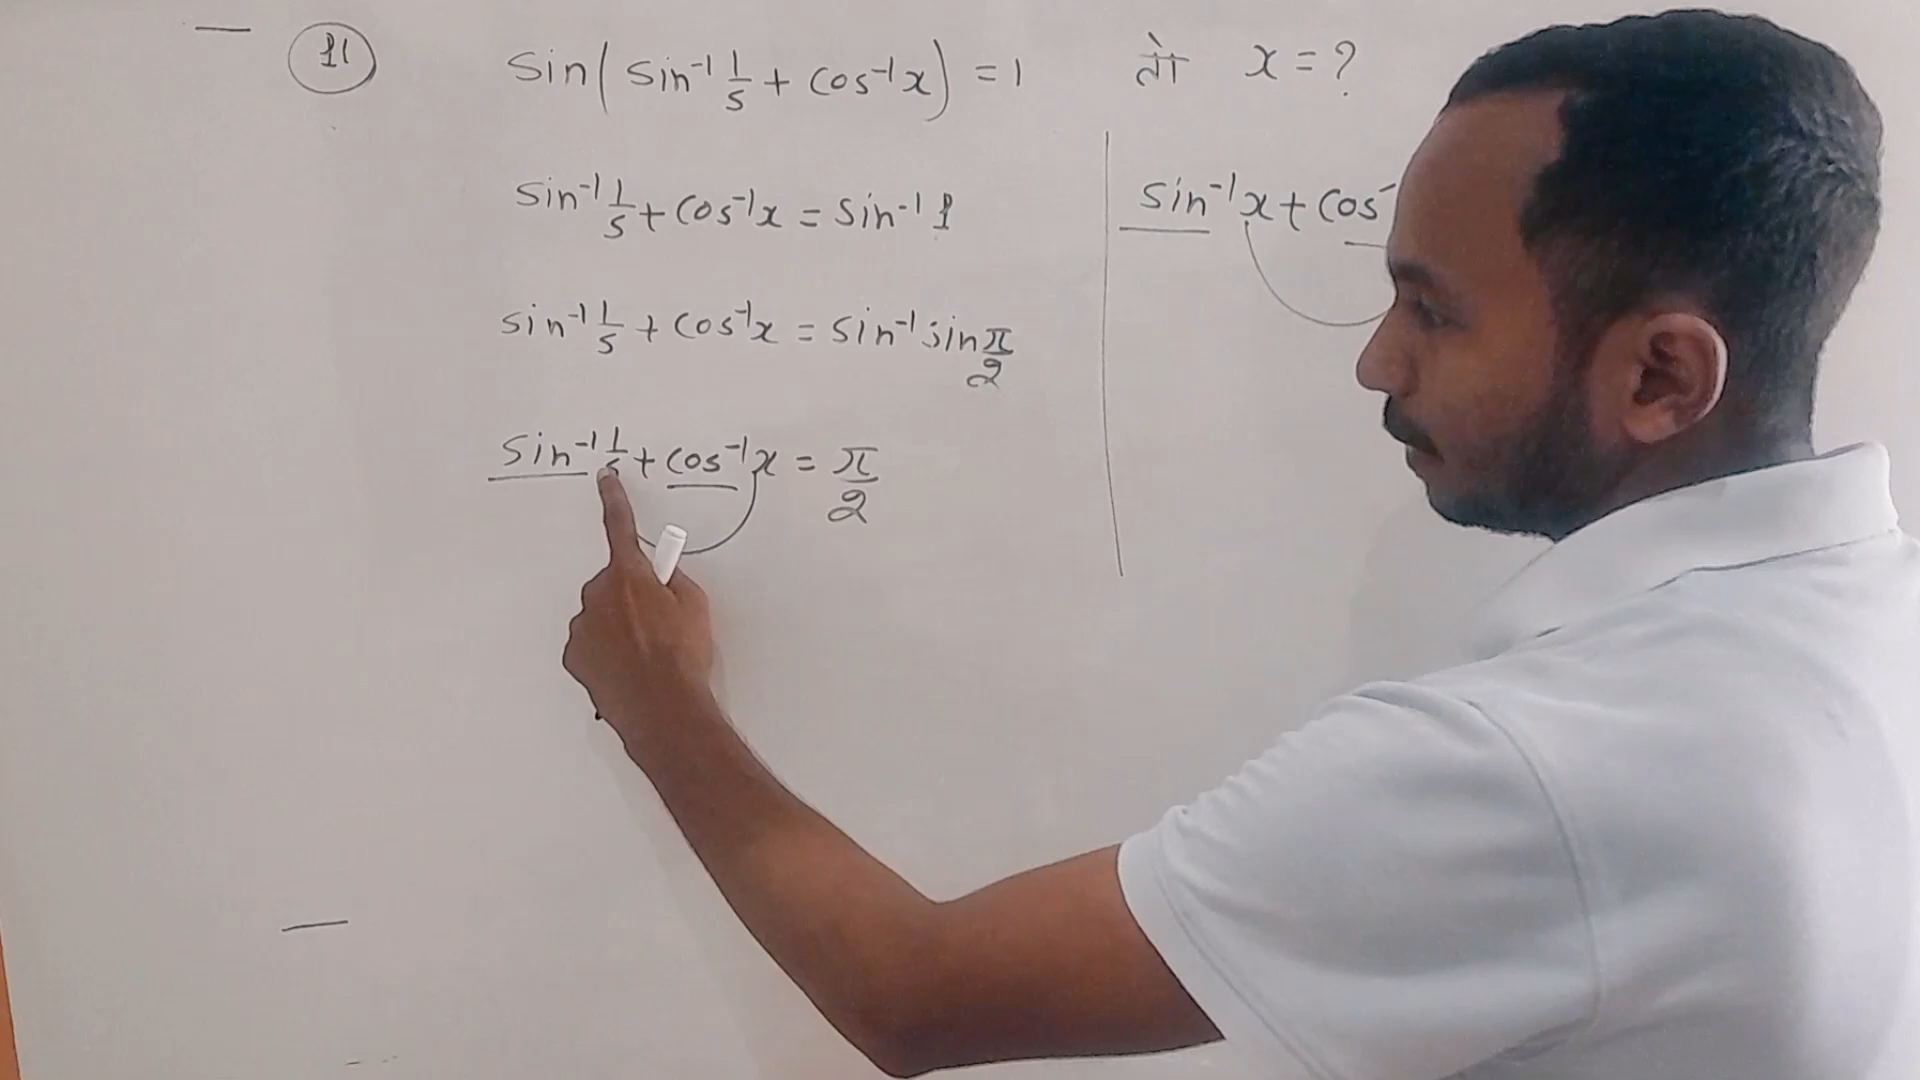 11 sin(sin⁻¹ 1/5 + cos⁻¹x) = 1 तो x = ?
sin⁻¹ 1/5 + cos⁻¹x = sin⁻¹ 1
sin⁻¹ 1/5 + cos⁻¹x = sin⁻¹ sin π/2
sin⁻¹ 1/5 + cos⁻¹x = π/2
sin⁻¹x + cos⁻